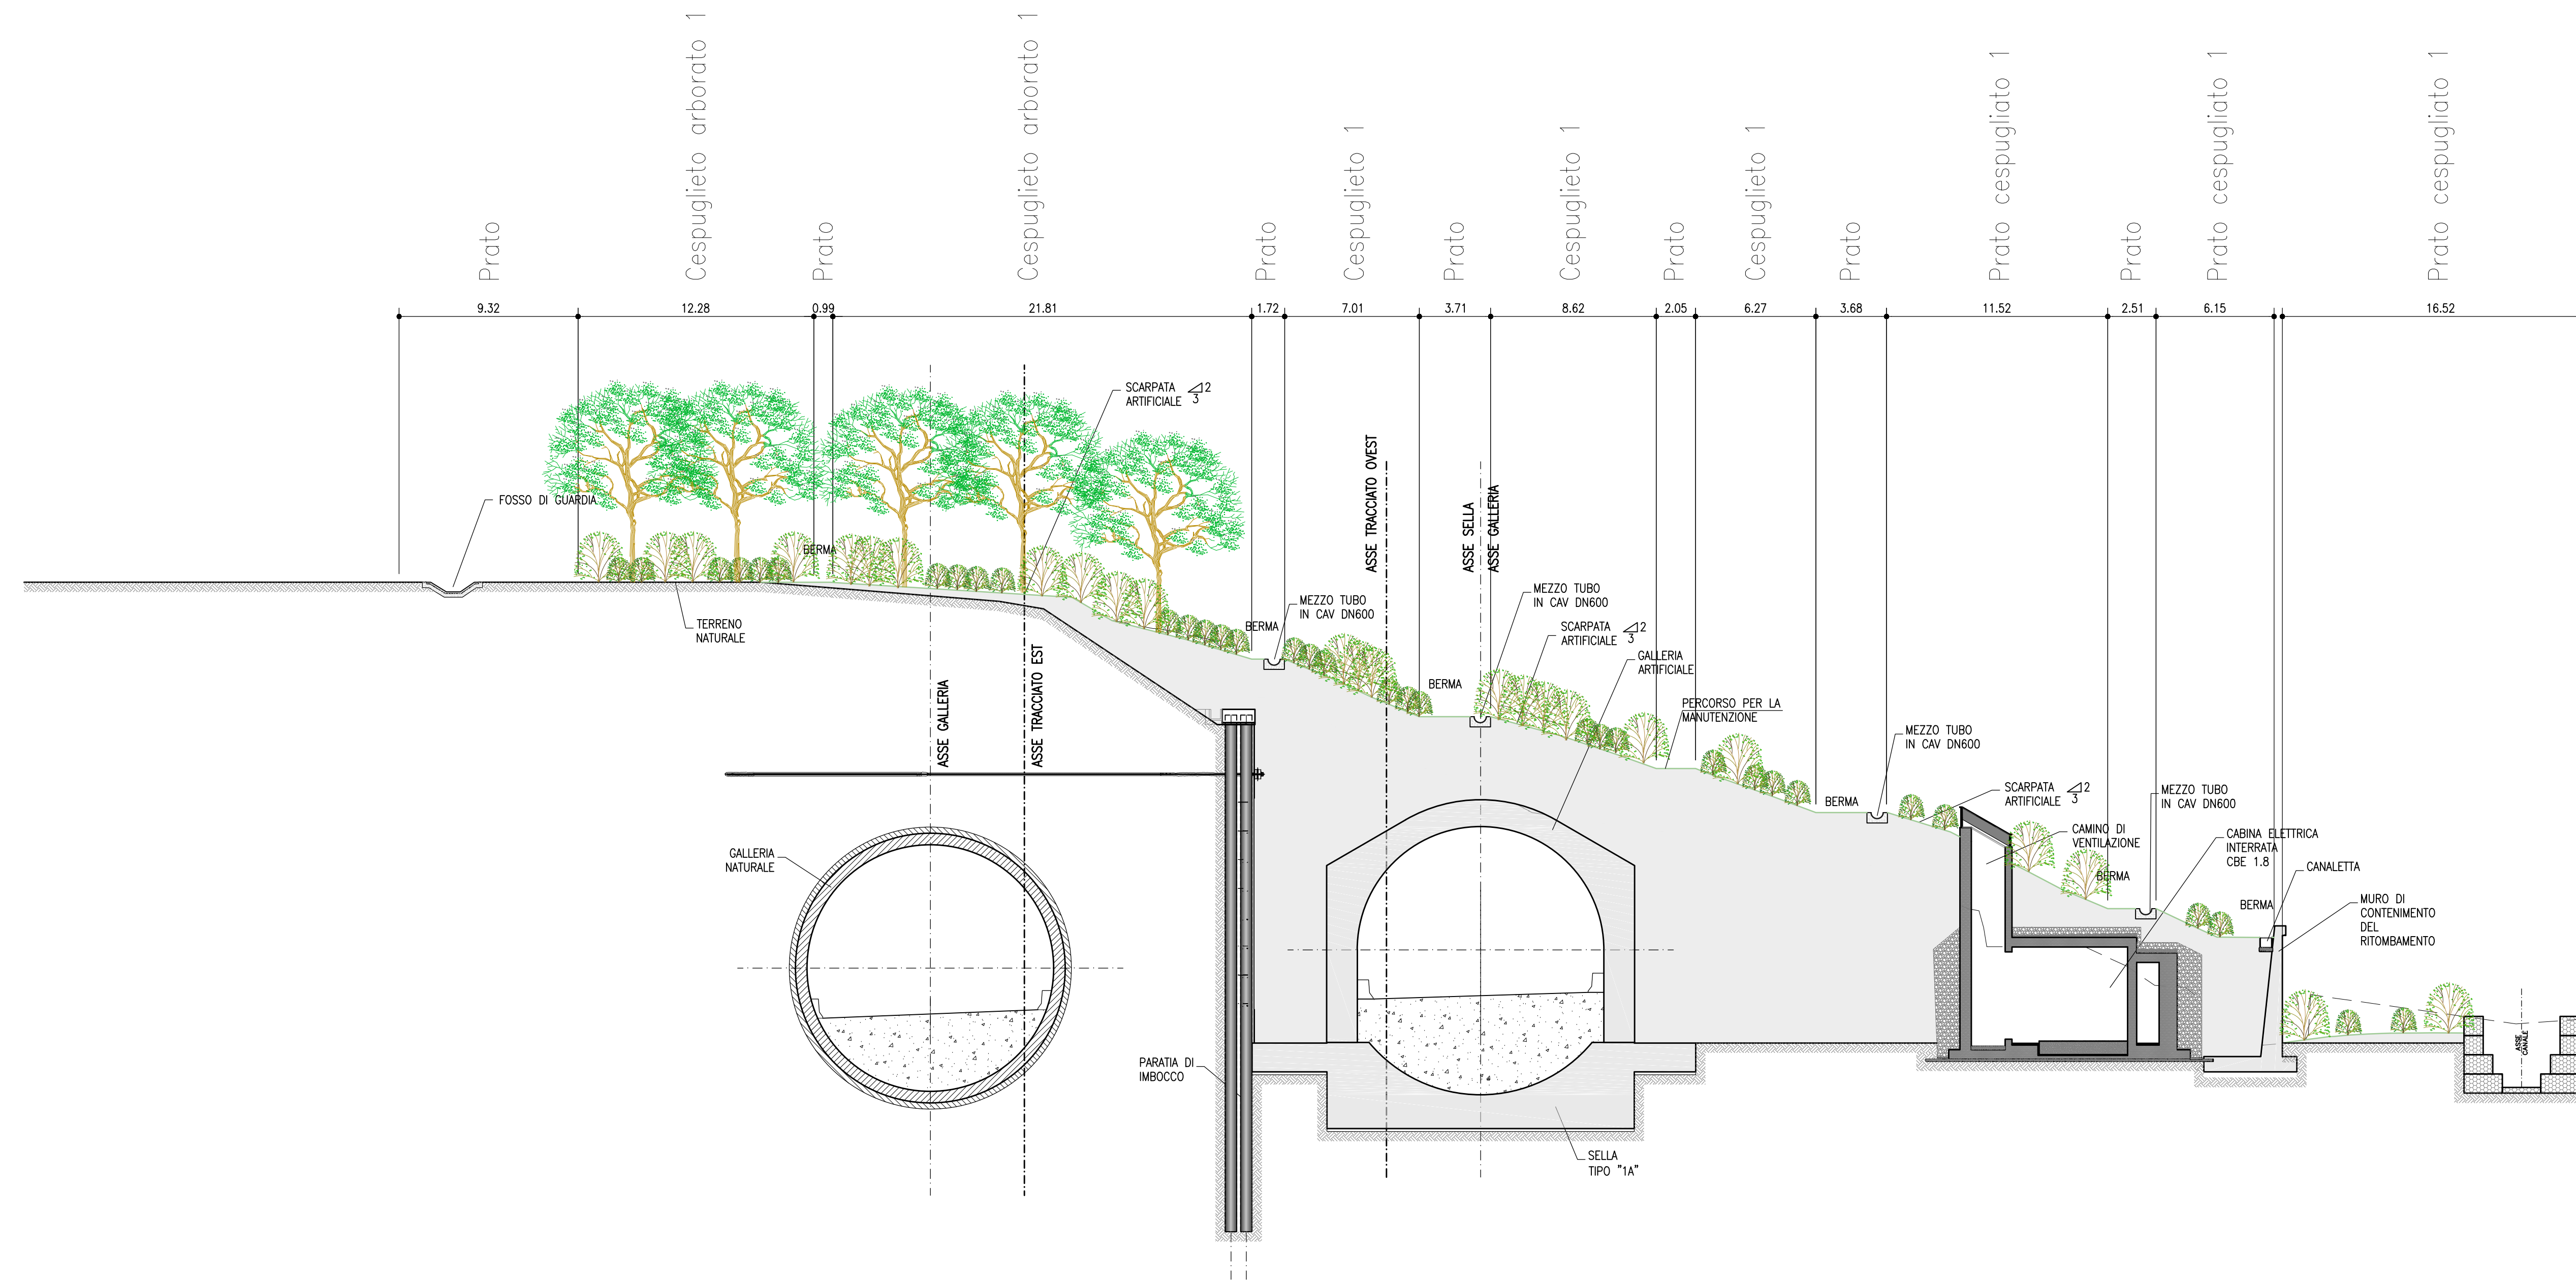 Prato
Cespuglieto arborato 1
Prato
Cespuglieto arborato 1
Prato
Cespuglieto 1
Prato
Cespuglieto 1
Prato
Cespuglieto 1
Prato
Prato cespugliato 1
Prato
Prato cespugliato 1
Prato cespugliato 1
9.32
12.28
0.99
21.81
1.72
7.01
3.71
8.62
2.05
6.27
3.68
11.52
2.51
6.15
16.52
SCARPATA
ARTIFICIALE
2
3
FOSSO DI GUARDIA
BERMA
TERRENO
NATURALE
ASSE GALLERIA
ASSE TRACCIATO EST
BERMA
MEZZO TUBO
IN CAV DN600
ASSE TRACCIATO OVEST
ASSE SELLA
ASSE GALLERIA
BERMA
MEZZO TUBO
IN CAV DN600
SCARPATA
ARTIFICIALE
2
3
GALLERIA
ARTIFICIALE
PERCORSO PER LA
MANUTENZIONE
BERMA
MEZZO TUBO
IN CAV DN600
SCARPATA
ARTIFICIALE
2
3
MEZZO TUBO
IN CAV DN600
CAMINO DI
VENTILAZIONE
CABINA ELETTRICA
INTERRATA
CBE 1.8
BERMA
CANALETTA
BERMA
MURO DI
CONTENIMENTO
DEL
RITOMBAMENTO
GALLERIA
NATURALE
PARATIA DI
IMBOCCO
SELLA
TIPO "1A"
ASSE
CANALE